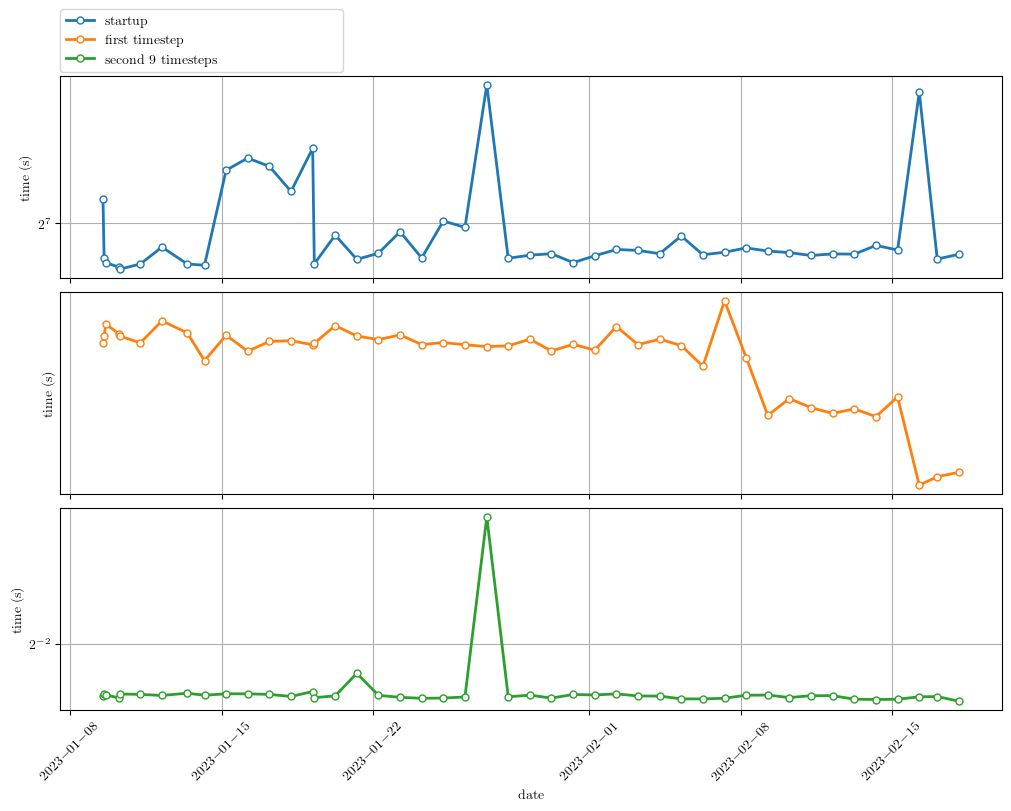 startup
first timestep
second 9 timesteps
time (s)
2^7
time (s)
time (s)
2^−2
2023−01−08
2023−01−15
2023−01−22
2023−02−01
2023−02−08
2023−02−15
date